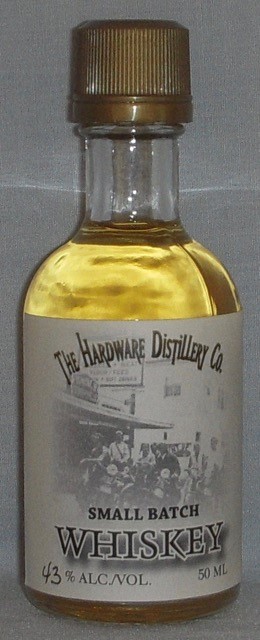 The Hardware Distillery Co.
SMALL BATCH
WHISKEY
43 % ALC./VOL. 50 ML